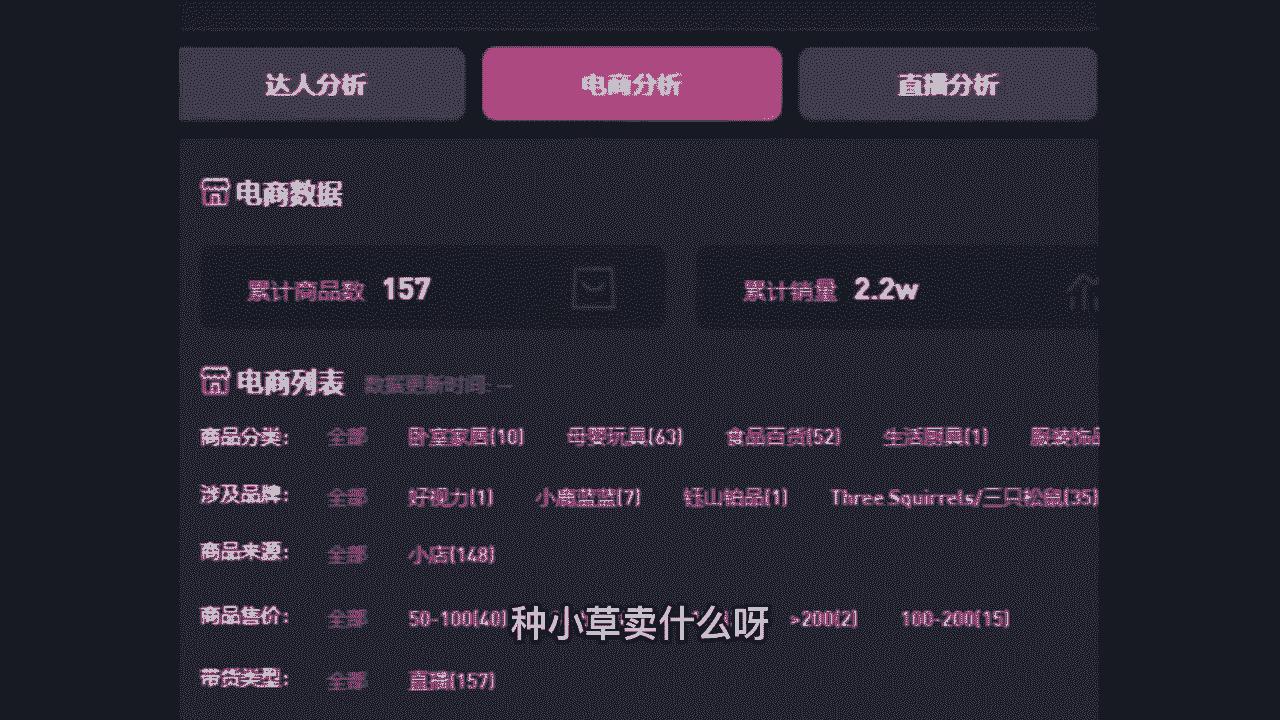 达人分析 电商分析 直播分析
电商数据
累计商品数 157 累计销量 2.2w
电商列表 数据更新时间: —
商品分类: 全部 卧室家居(10) 母婴玩具(63) 食品百货(52) 生活厨具(1) 服装饰品
涉及品牌: 全部 好视力(1) 小鹿蓝蓝(7) 钰山铂品(1) Three Squirrels/三只松鼠(35)
商品来源: 全部 小店(148)
商品售价: 全部 50-100(40) >200(2) 100-200(15)
种小草卖什么呀
带货类型: 全部 直播(157)